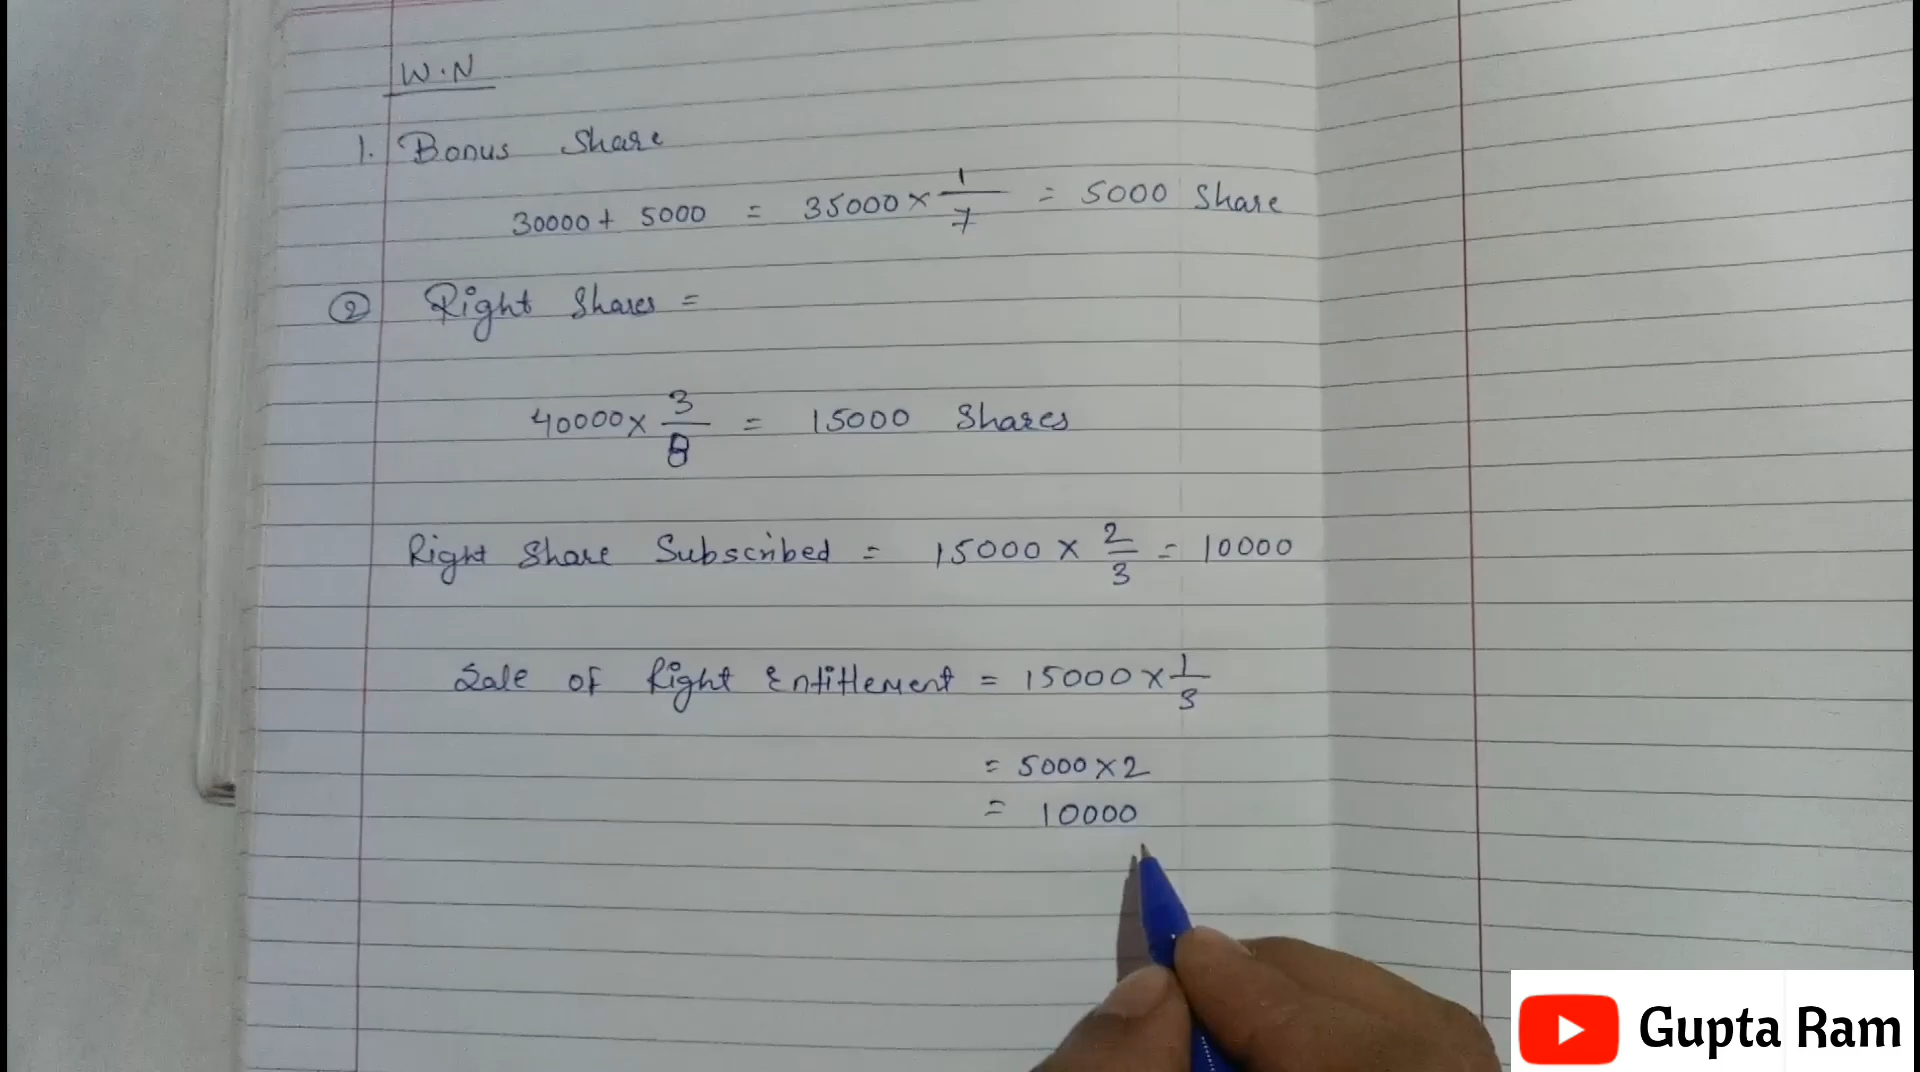 W.N
1. Bonus Share
30000 + 5000 = 35000 × 1/7 = 5000 Share
② Right Shares =
40000 × 3/8 = 15000 Shares
Right Share Subscribed = 15000 × 2/3 = 10000
Sale of Right Entitlement = 15000 × 1/3
= 5000 × 2
= 10000
Gupta Ram